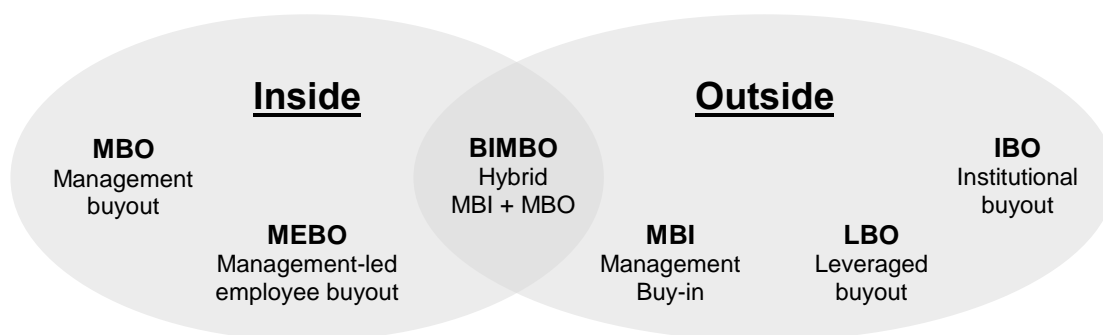 Inside
Outside
MBO
Management
buyout
MEBO
Management-led
employee buyout
BIMBO
Hybrid
MBI + MBO
MBI
Management
Buy-in
LBO
Leveraged
buyout
IBO
Institutional
buyout